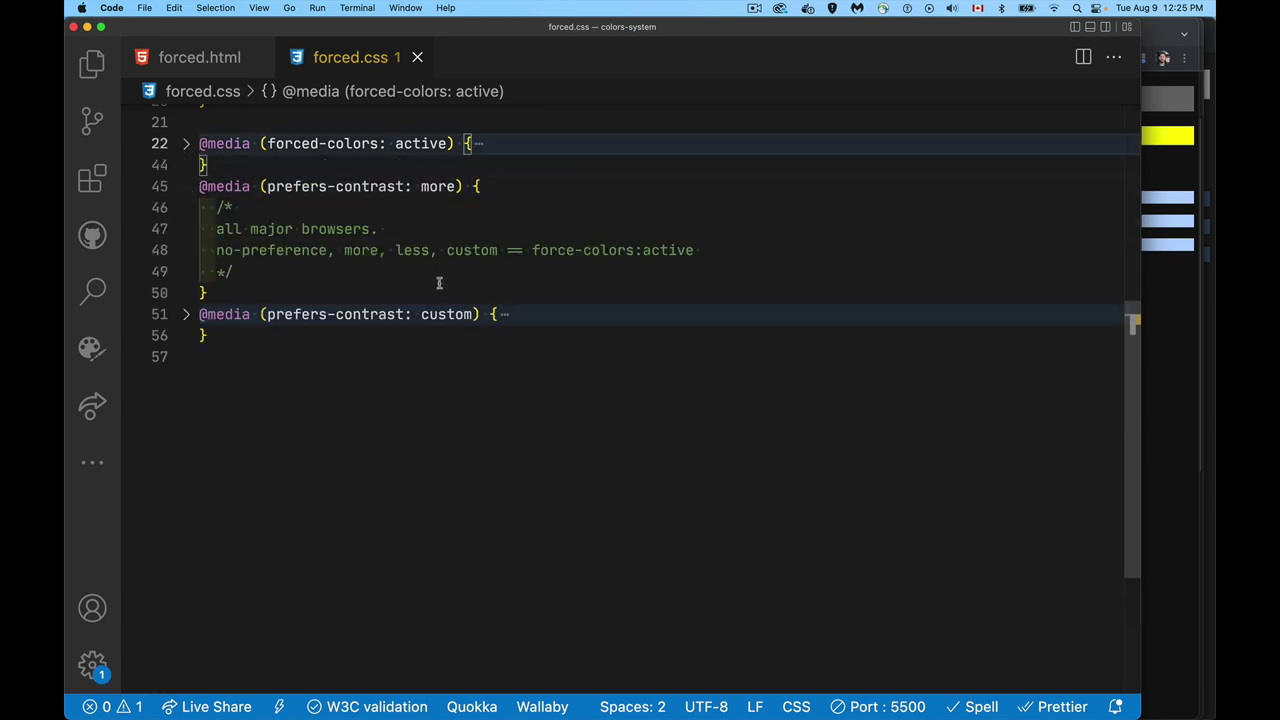 Code File Edit Selection View Go Run Terminal Window Help Tue Aug 9 12:25 PM
forced.css — colors-system
forced.html forced.css 1
forced.css > {} @media (forced-colors: active)
21
22 @media (forced-colors: active) {
44 }
45 @media (prefers-contrast: more) {
46 /*
47 all major browsers.
48 no-preference, more, less, custom == force-colors:active
49 */
50 }
51 @media (prefers-contrast: custom) {
56 }
57
1
0 1 Live Share W3C validation Quokka Wallaby Spaces: 2 UTF-8 LF CSS Port : 5500 Spell Prettier